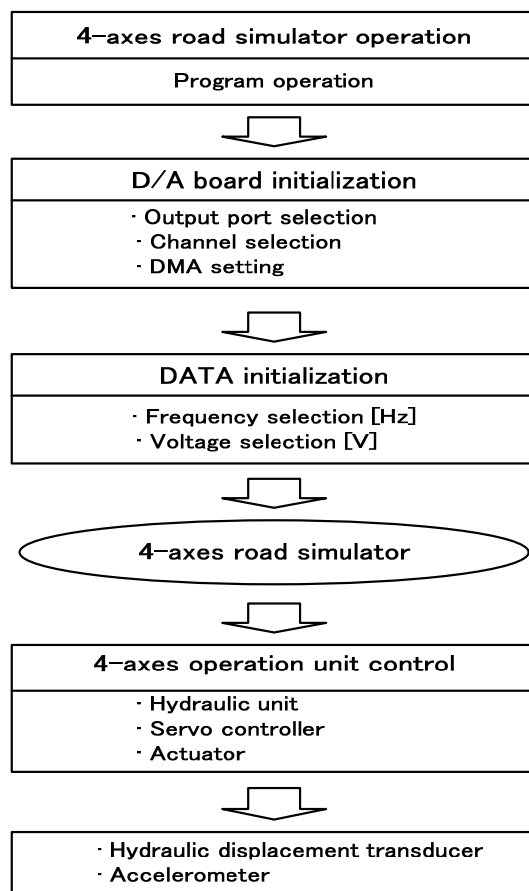 4-axes road simulator operation
Program operation
D/A board initialization
· Output port selection
· Channel selection
· DMA setting
DATA initialization
· Frequency selection [Hz]
· Voltage selection [V]
4-axes road simulator
4-axes operation unit control
· Hydraulic unit
· Servo controller
· Actuator
· Hydraulic displacement transducer
· Accelerometer